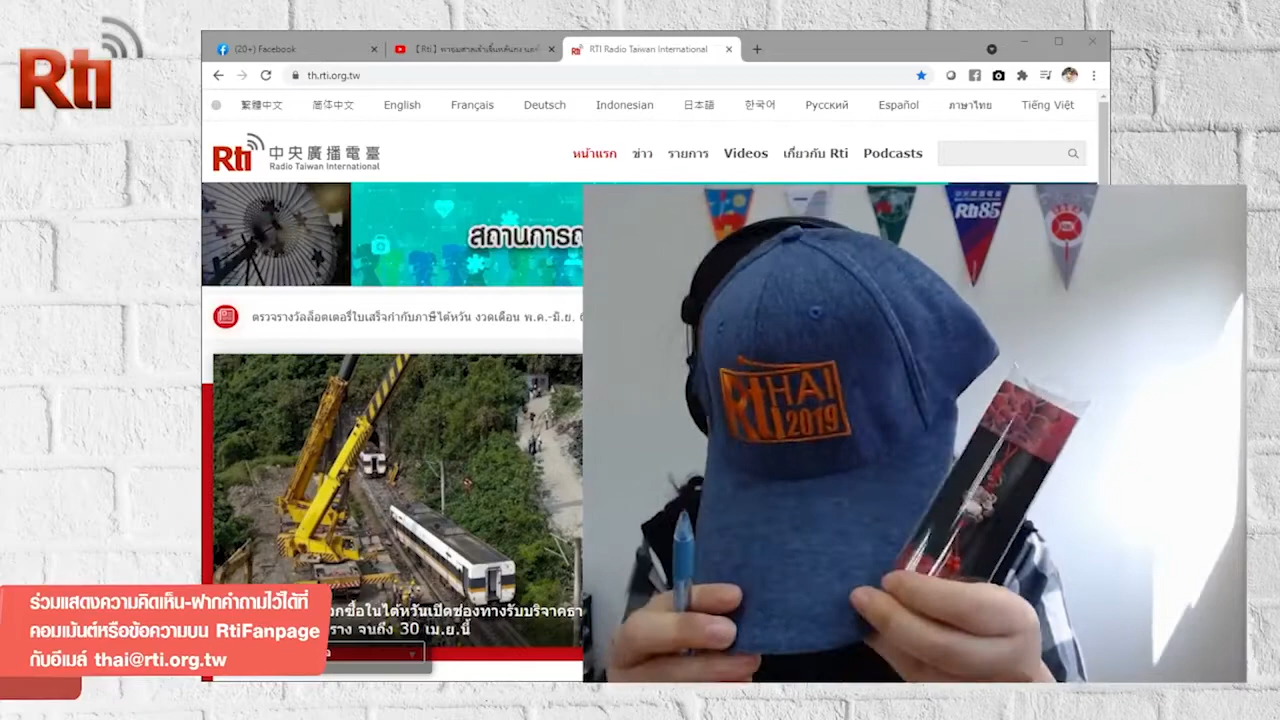 Rti
(20+) Facebook
RTI Radio Taiwan International
th.rti.org.tw
繁體中文 简体中文 English Français Deutsch Indonesian 日本語 한국어 Русский Español ภาษาไทย Tiếng Việt
Rti 中央廣播電臺
Radio Taiwan International
หน้าแรก ข่าว รายการ Videos เกี่ยวกับ Rti Podcasts
สถานการณ
ตรวจรางวัลล็อตเตอรี่ใบเสร็จกำกับภาษีไต้หวัน งวดเดือน พ.ค.-มิ.ย.
Rti 85
RTI THAI
2019
ในไต้หวันเปิดช่องทางรับบริจาค
จนถึง 30 เม.ย.นี้
ร่วมแสดงความคิดเห็น-ฝากคำถามไว้ได้ที่
คอมเม้นต์หรือข้อความบน RtiFanpage
กับอีเมล์ thai@rti.org.tw